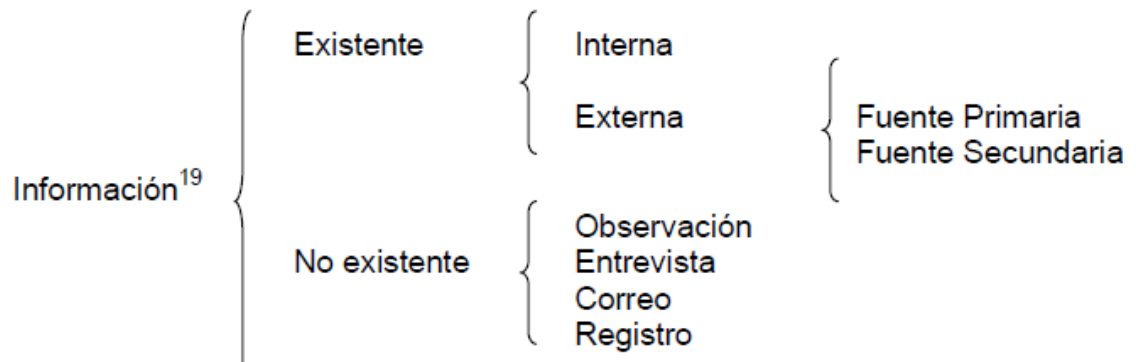 Existente
Interna
Externa
Fuente Primaria
Fuente Secundaria
Información¹⁹
No existente
Observación
Entrevista
Correo
Registro